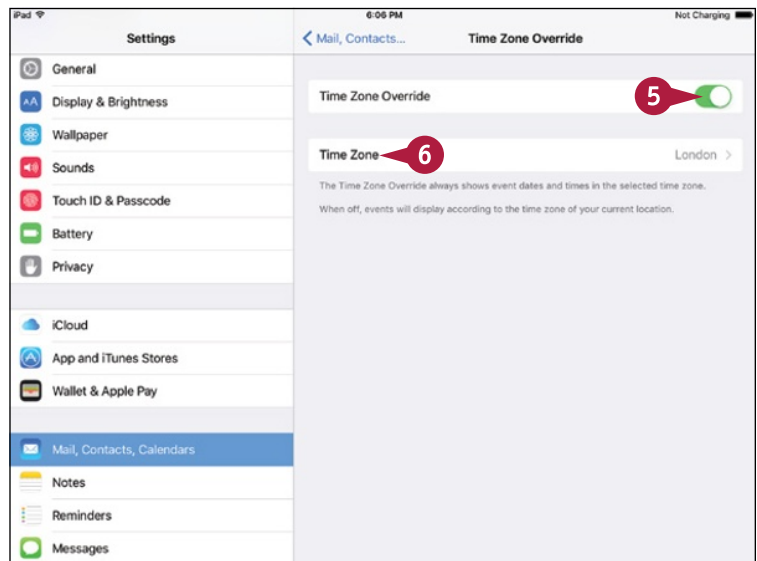 iPad 6:06 PM Not Charging
Settings
Mail, Contacts... Time Zone Override
General
Display & Brightness
Wallpaper
Sounds
Touch ID & Passcode
Battery
Privacy
iCloud
App and iTunes Stores
Wallet & Apple Pay
Mail, Contacts, Calendars
Notes
Reminders
Messages
Time Zone Override 5
Time Zone 6 London
The Time Zone Override always shows event dates and times in the selected time zone.
When off, events will display according to the time zone of your current location.